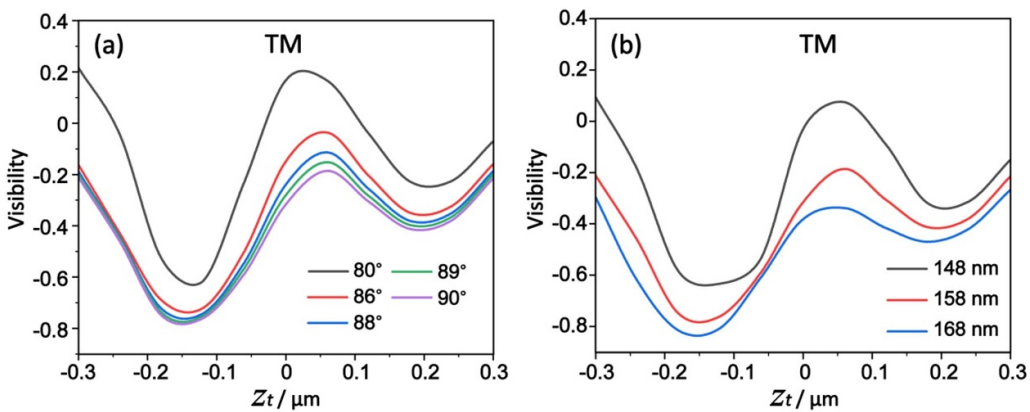 (a) TM
Visibility
0.4
0.2
0
-0.2
-0.4
-0.6
-0.8
80° 89°
86° 90°
88°
-0.3 -0.2 -0.1 0 0.1 0.2 0.3
Zt / μm
(b) TM
Visibility
0.4
0.2
0
-0.2
-0.4
-0.6
-0.8
148 nm
158 nm
168 nm
-0.3 -0.2 -0.1 0 0.1 0.2 0.3
Zt / μm